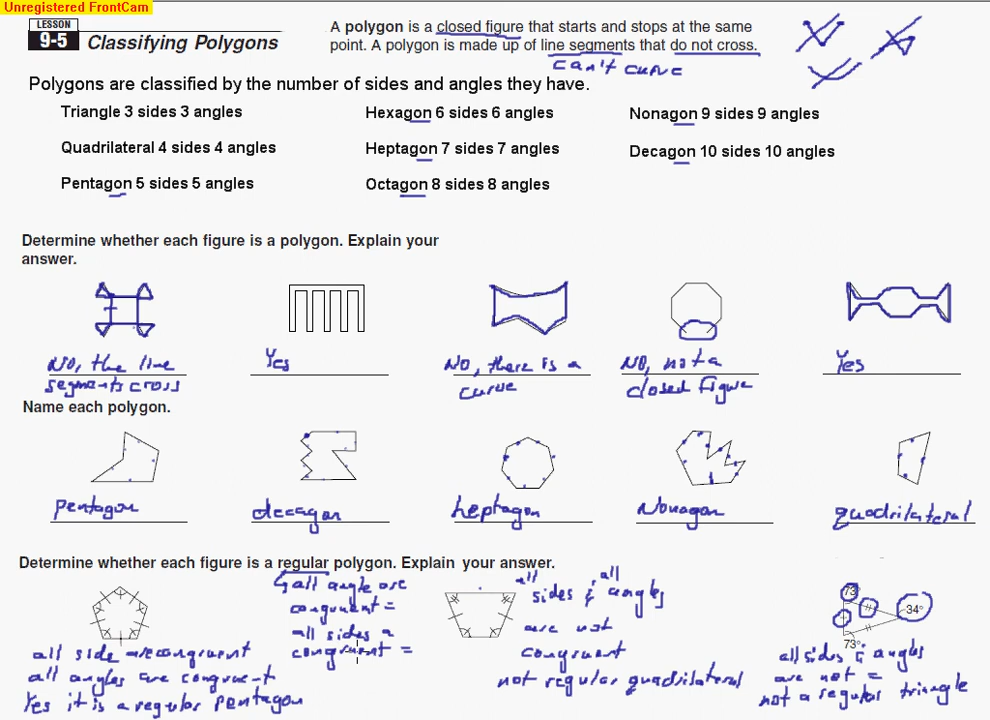 Unregistered FrontCam
LESSON
9-5
Classifying Polygons
A polygon is a closed figure that starts and stops at the same
point. A polygon is made up of line segments that do not cross.
can't curve
Polygons are classified by the number of sides and angles they have.
Triangle 3 sides 3 angles
Hexagon 6 sides 6 angles
Nonagon 9 sides 9 angles
Quadrilateral 4 sides 4 angles
Heptagon 7 sides 7 angles
Decagon 10 sides 10 angles
Pentagon 5 sides 5 angles
Octagon 8 sides 8 angles
Determine whether each figure is a polygon. Explain your
answer.
No, the line
segments cross
Yes
No, there is a
curve
No, not a
closed figure
Yes
Name each polygon.
pentagon
decagon
heptagon
Nonagon
quadrilateral
Determine whether each figure is a regular polygon. Explain your answer.
all side are congruent
all angles are congruent
Yes it is a regular pentagon
all angle are
congruent =
all sides a
congruent =
all all
sides & angles
are not
congruent
not regular quadrilateral
73°
34°
73°
all sides & angles
are not =
not a regular triangle